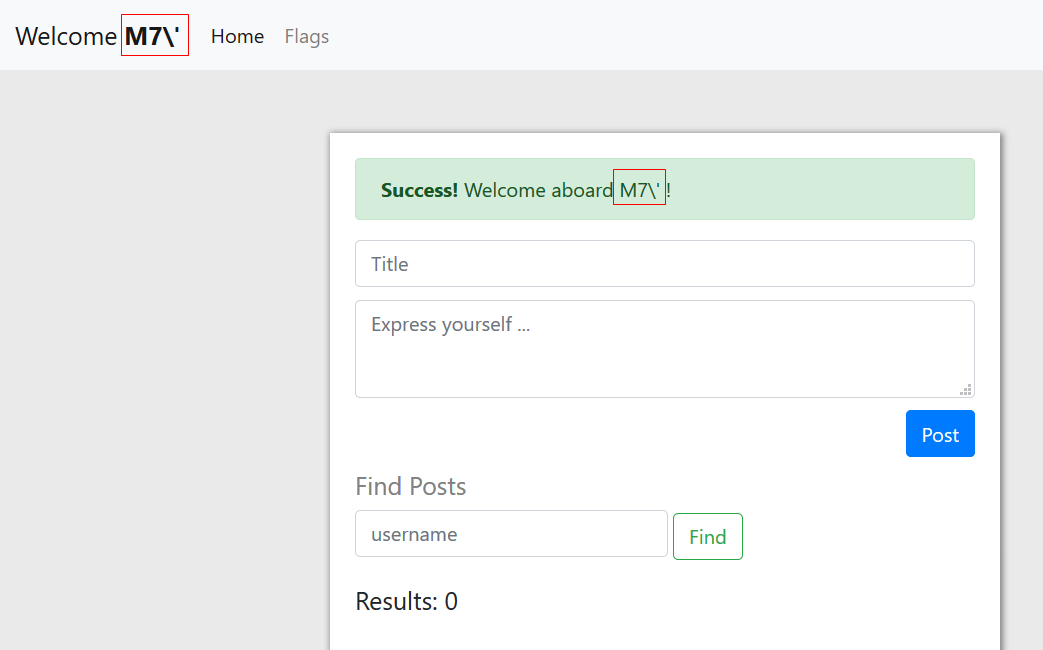 Welcome M7\' Home Flags
Success! Welcome aboard M7\' !
Title
Express yourself ...
Post
Find Posts
username Find
Results: 0